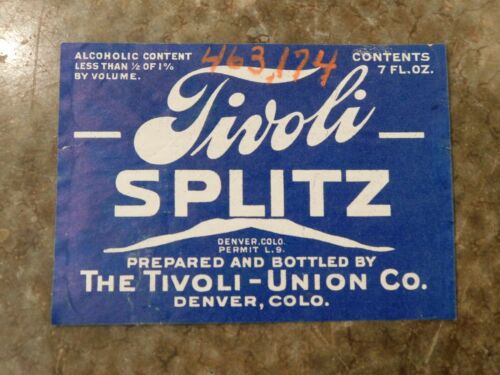 ALCOHOLIC CONTENT
LESS THAN ½ OF 1%
BY VOLUME.
463,174
CONTENTS
7 FL.OZ.
Tivoli
SPLITZ
DENVER, COLO.
PERMIT L.9.
PREPARED AND BOTTLED BY
THE TIVOLI-UNION CO.
DENVER, COLO.